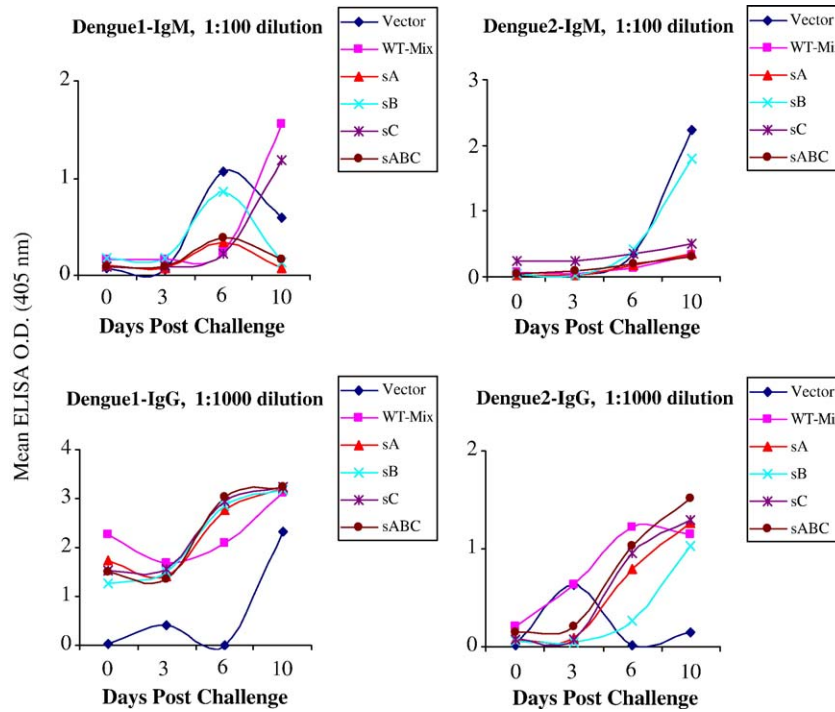 Dengue1-IgM, 1:100 dilution
Vector
WT-Mix
sA
sB
sC
sABC
2
1
0
0 3 6 10
Days Post Challenge
Dengue2-IgM, 1:100 dilution
Vector
WT-Mix
sA
sB
sC
sABC
3
2
1
0
0 3 6 10
Days Post Challenge
Mean ELISA O.D. (405 nm)
Dengue1-IgG, 1:1000 dilution
Vector
WT-Mix
sA
sB
sC
sABC
4
3
2
1
0
0 3 6 10
Days Post Challenge
Dengue2-IgG, 1:1000 dilution
Vector
WT-Mix
sA
sB
sC
sABC
2
1
0
0 3 6 10
Days Post Challenge